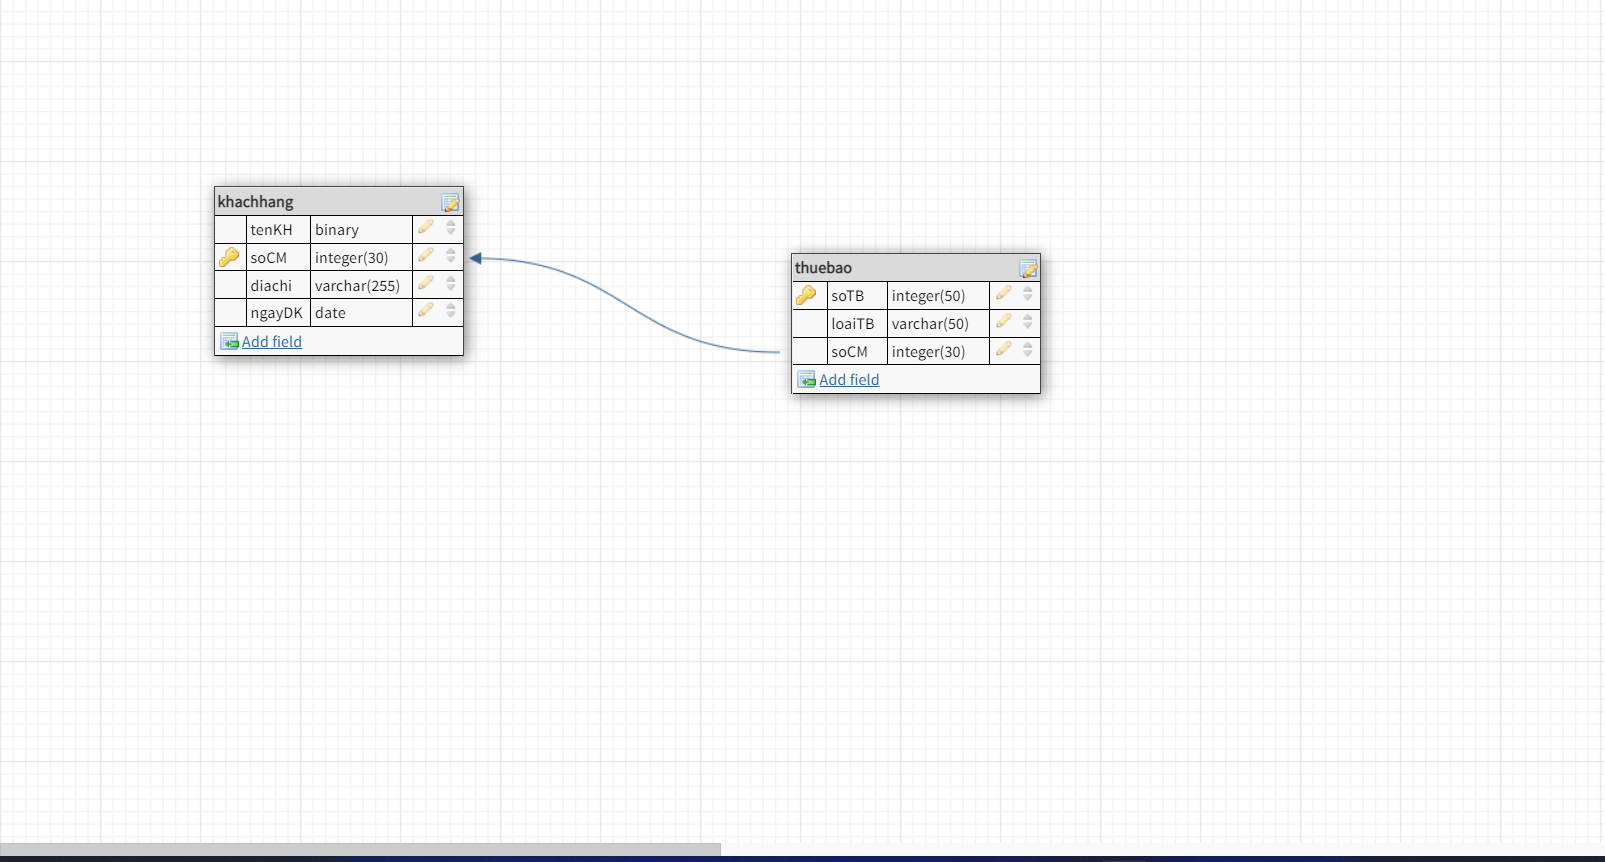 khachhang
tenKH binary
soCM integer(30)
diachi varchar(255)
ngayDK date
Add field
thuebao
soTB integer(50)
loaiTB varchar(50)
soCM integer(30)
Add field